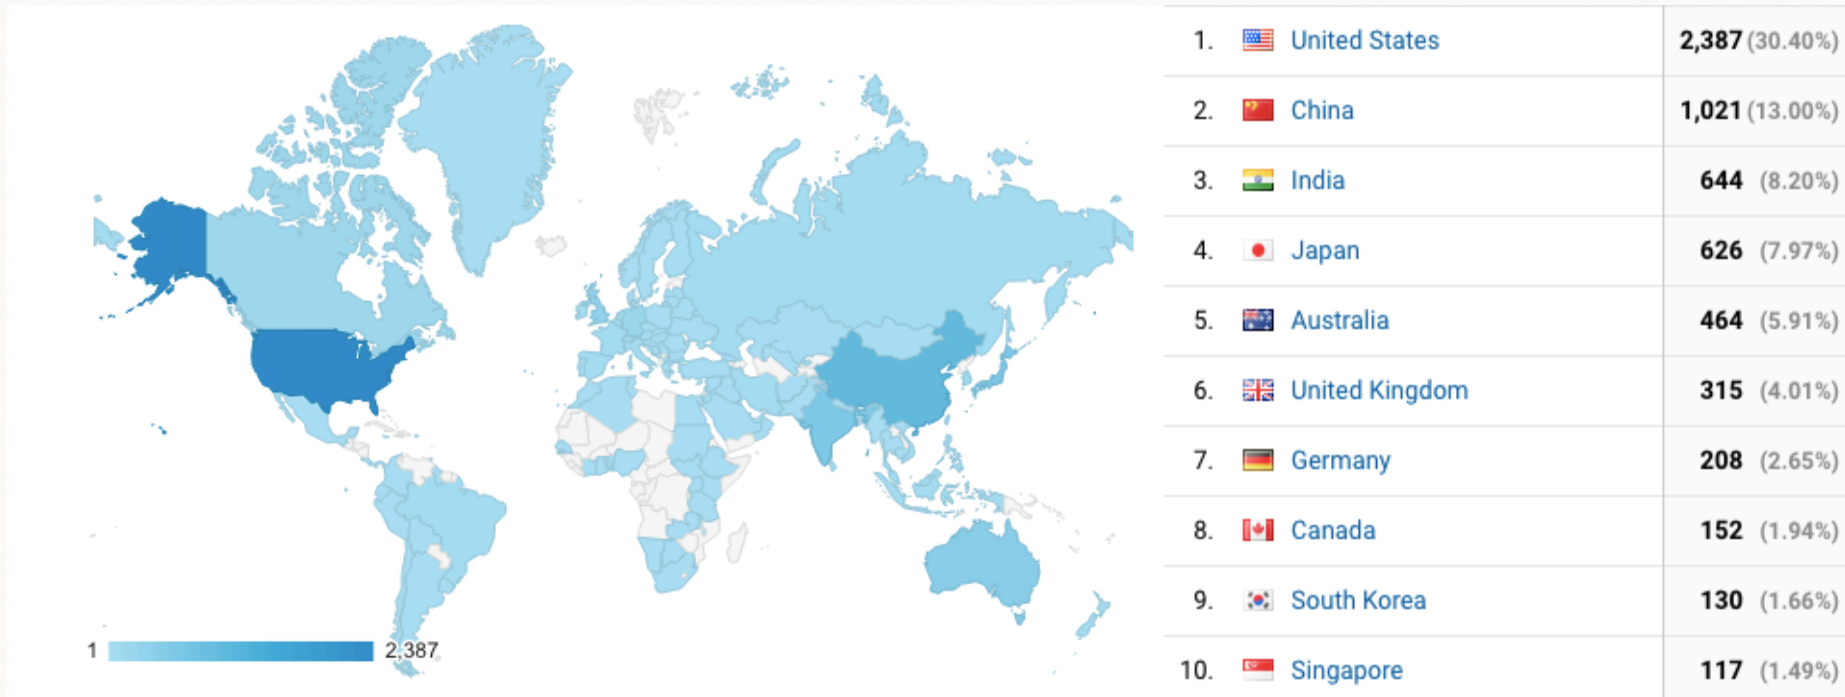 1. United States 2,387 (30.40%)
2. China 1,021 (13.00%)
3. India 644 (8.20%)
4. Japan 626 (7.97%)
5. Australia 464 (5.91%)
6. United Kingdom 315 (4.01%)
7. Germany 208 (2.65%)
8. Canada 152 (1.94%)
9. South Korea 130 (1.66%)
10. Singapore 117 (1.49%)
1 2,387